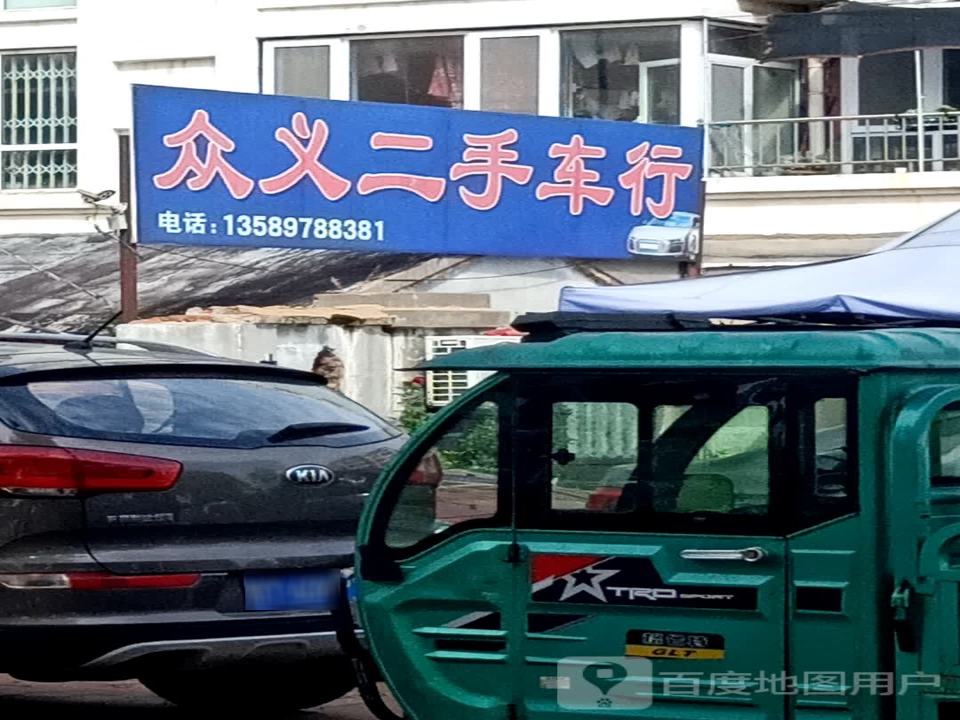 众义二手车行
电话:13589788381
KIA
TRD SPORT
GLT
百度地图用户